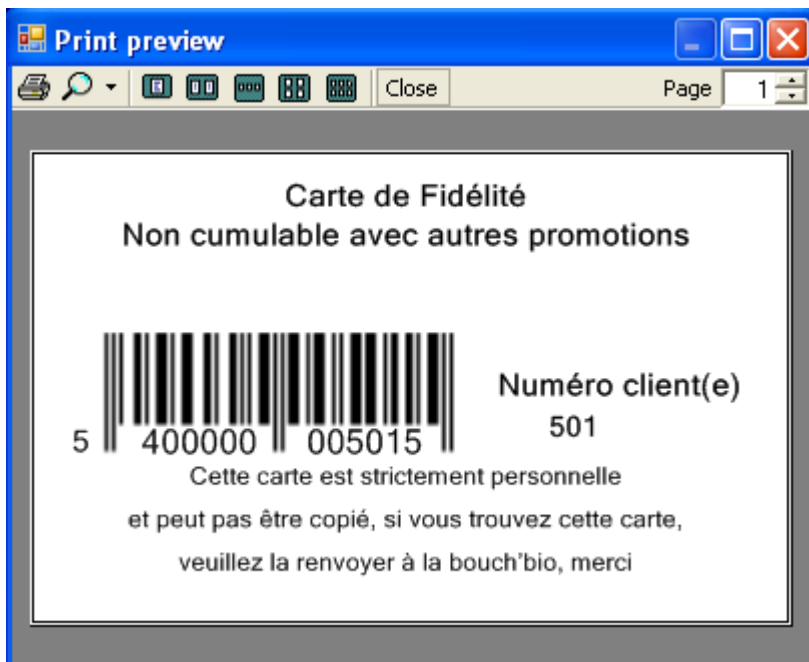 Print preview
Close Page 1
Carte de Fidélité
Non cumulable avec autres promotions
5 400000 005015
Numéro client(e)
501
Cette carte est strictement personnelle
et peut pas être copié, si vous trouvez cette carte,
veuillez la renvoyer à la bouch'bio, merci